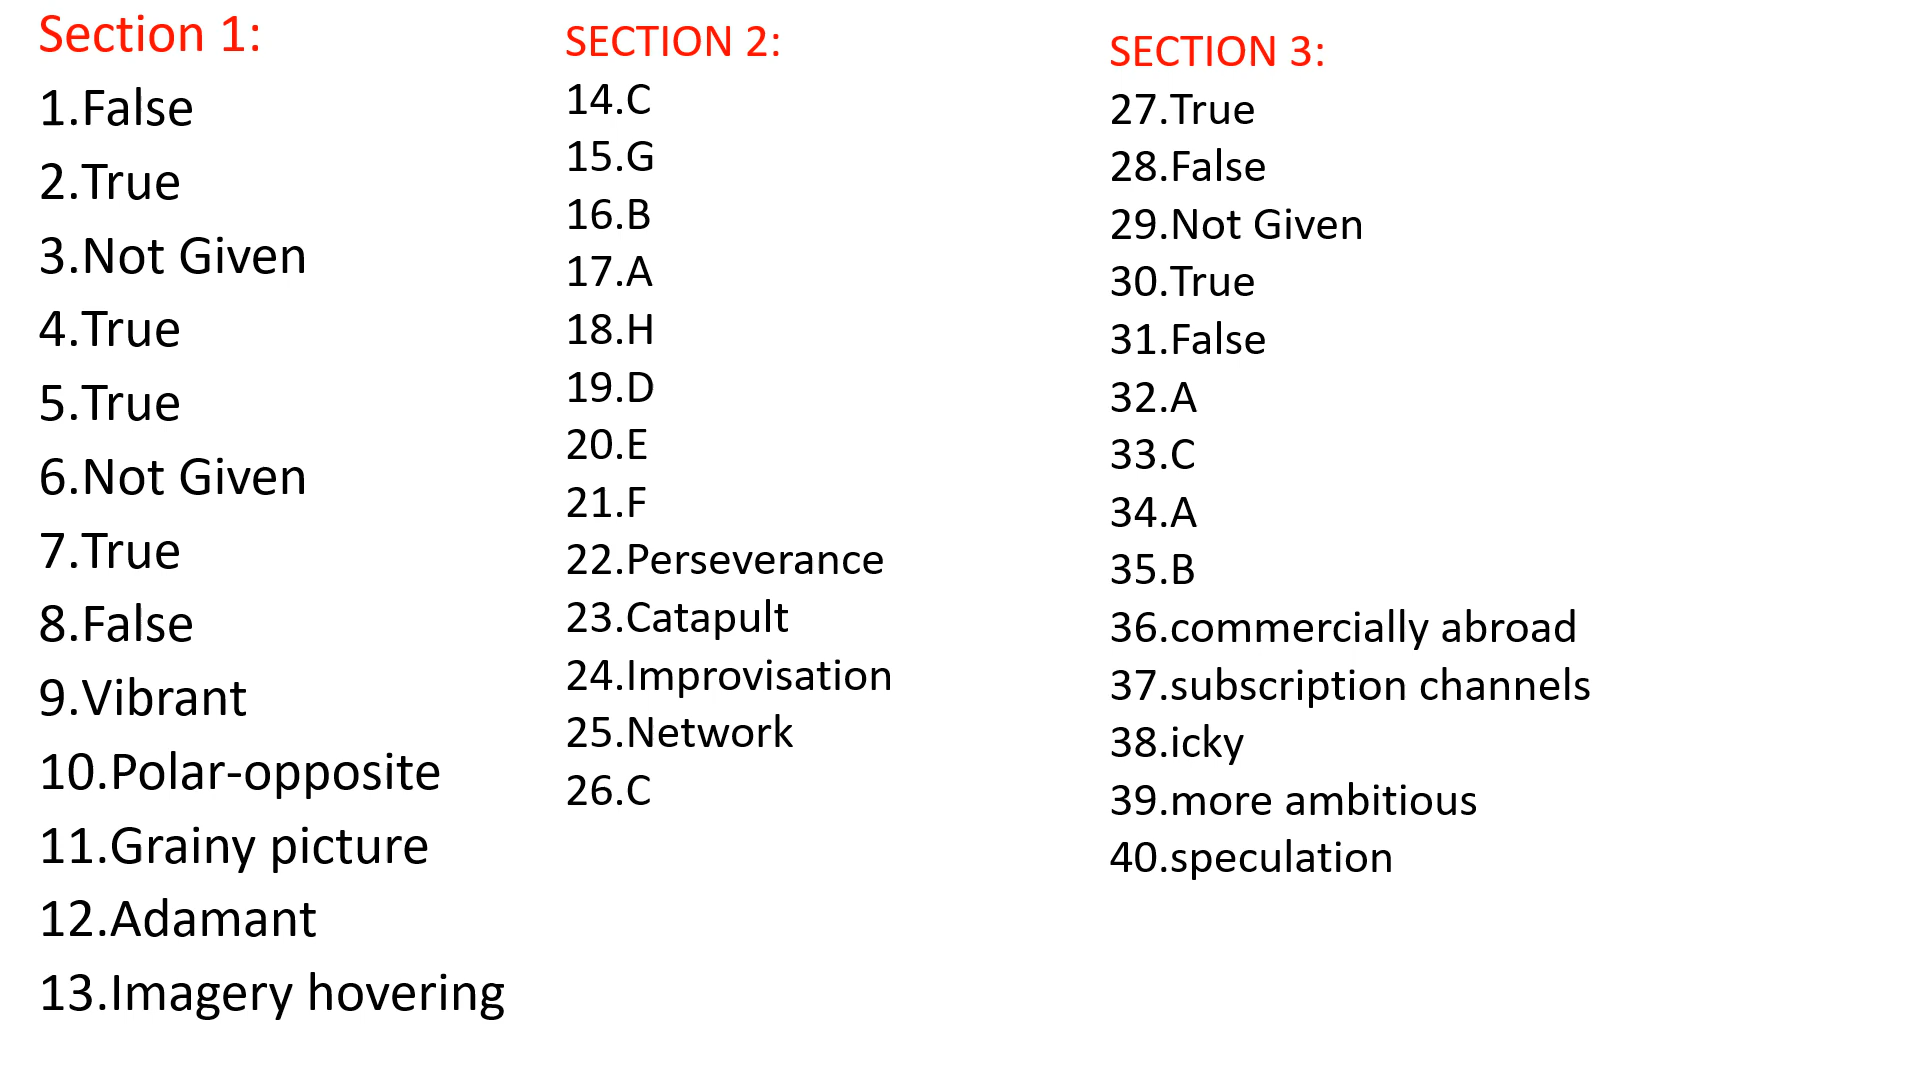 Section 1:
1.False
2.True
3.Not Given
4.True
5.True
6.Not Given
7.True
8.False
9.Vibrant
10.Polar-opposite
11.Grainy picture
12.Adamant
13.Imagery hovering
SECTION 2:
14.C
15.G
16.B
17.A
18.H
19.D
20.E
21.F
22.Perseverance
23.Catapult
24.Improvisation
25.Network
26.C
SECTION 3:
27.True
28.False
29.Not Given
30.True
31.False
32.A
33.C
34.A
35.B
36.commercially abroad
37.subscription channels
38.icky
39.more ambitious
40.speculation